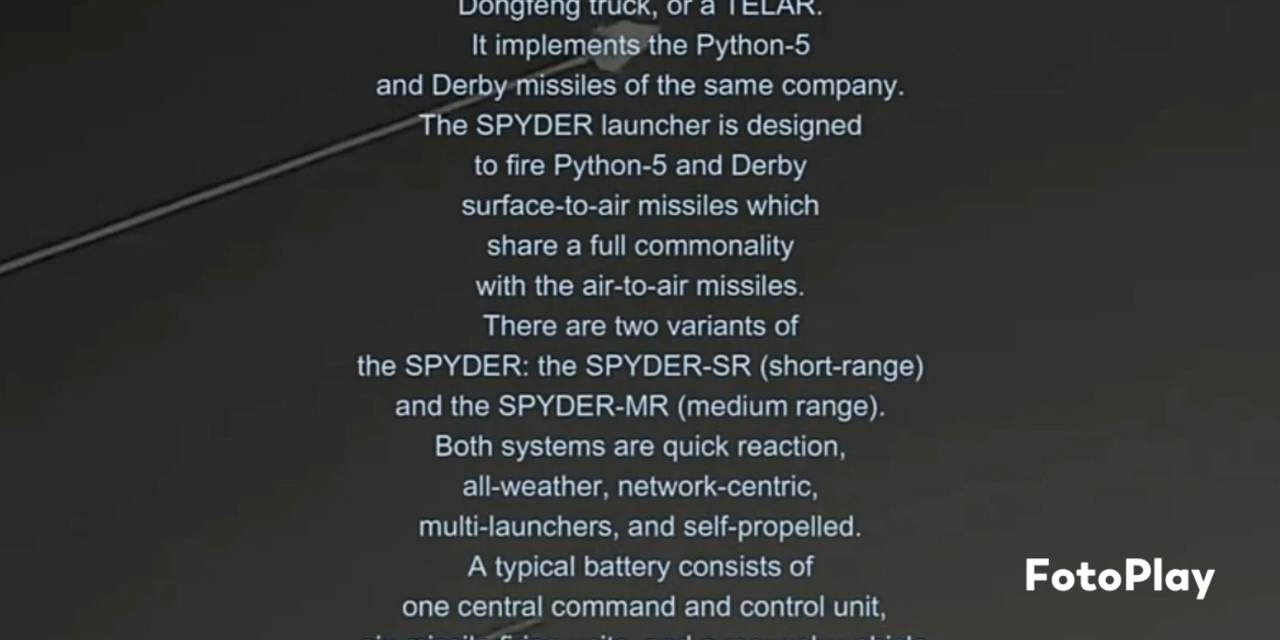 Dongfeng truck, or a TELAR.
It implements the Python-5
and Derby missiles of the same company.
The SPYDER launcher is designed
to fire Python-5 and Derby
surface-to-air missiles which
share a full commonality
with the air-to-air missiles.
There are two variants of
the SPYDER: the SPYDER-SR (short-range)
and the SPYDER-MR (medium range).
Both systems are quick reaction,
all-weather, network-centric,
multi-launchers, and self-propelled.
A typical battery consists of
one central command and control unit,
FotoPlay